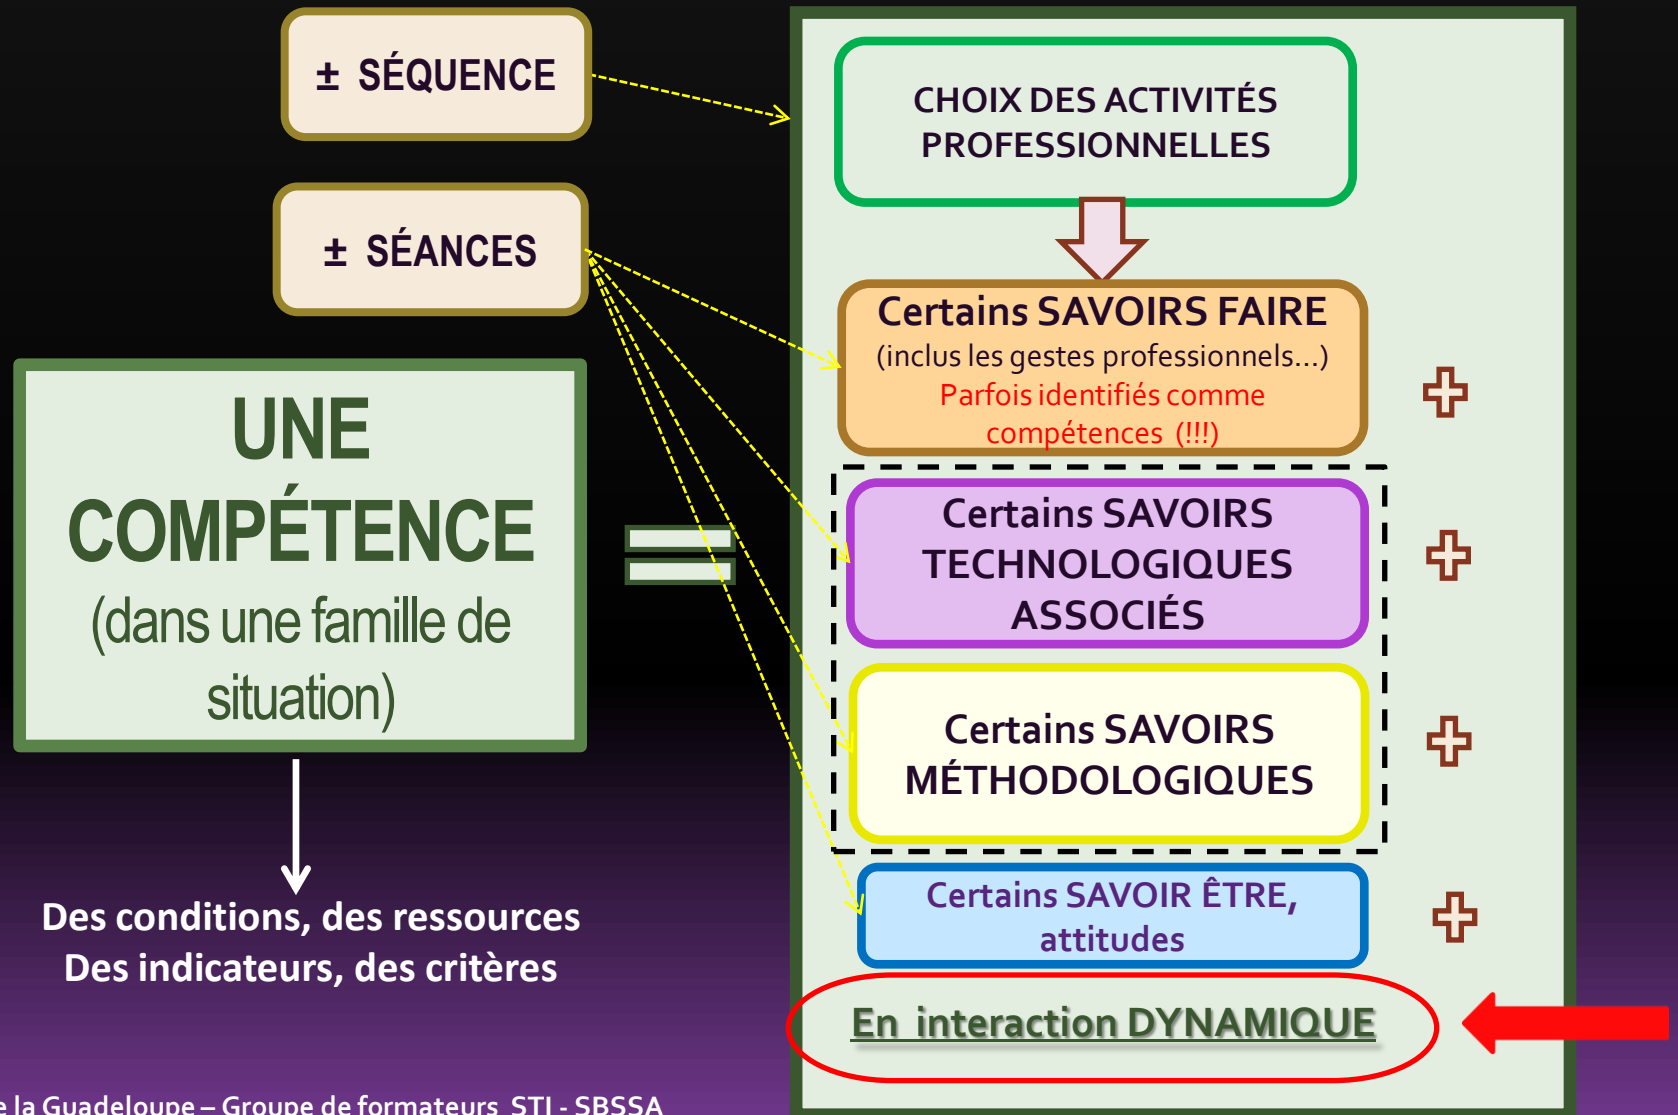 ± SÉQUENCE
± SÉANCES
UNE
COMPÉTENCE
(dans une famille de
situation)
Des conditions, des ressources
Des indicateurs, des critères
CHOIX DES ACTIVITÉS
PROFESSIONNELLES
Certains SAVOIRS FAIRE
(inclus les gestes professionnels...)
Parfois identifiés comme
compétences (!!!)
Certains SAVOIRS
TECHNOLOGIQUES
ASSOCIÉS
Certains SAVOIRS
MÉTHODOLOGIQUES
Certains SAVOIR ÊTRE,
attitudes
En interaction DYNAMIQUE
la Guadeloupe – Groupe de formateurs STI - SBSSA